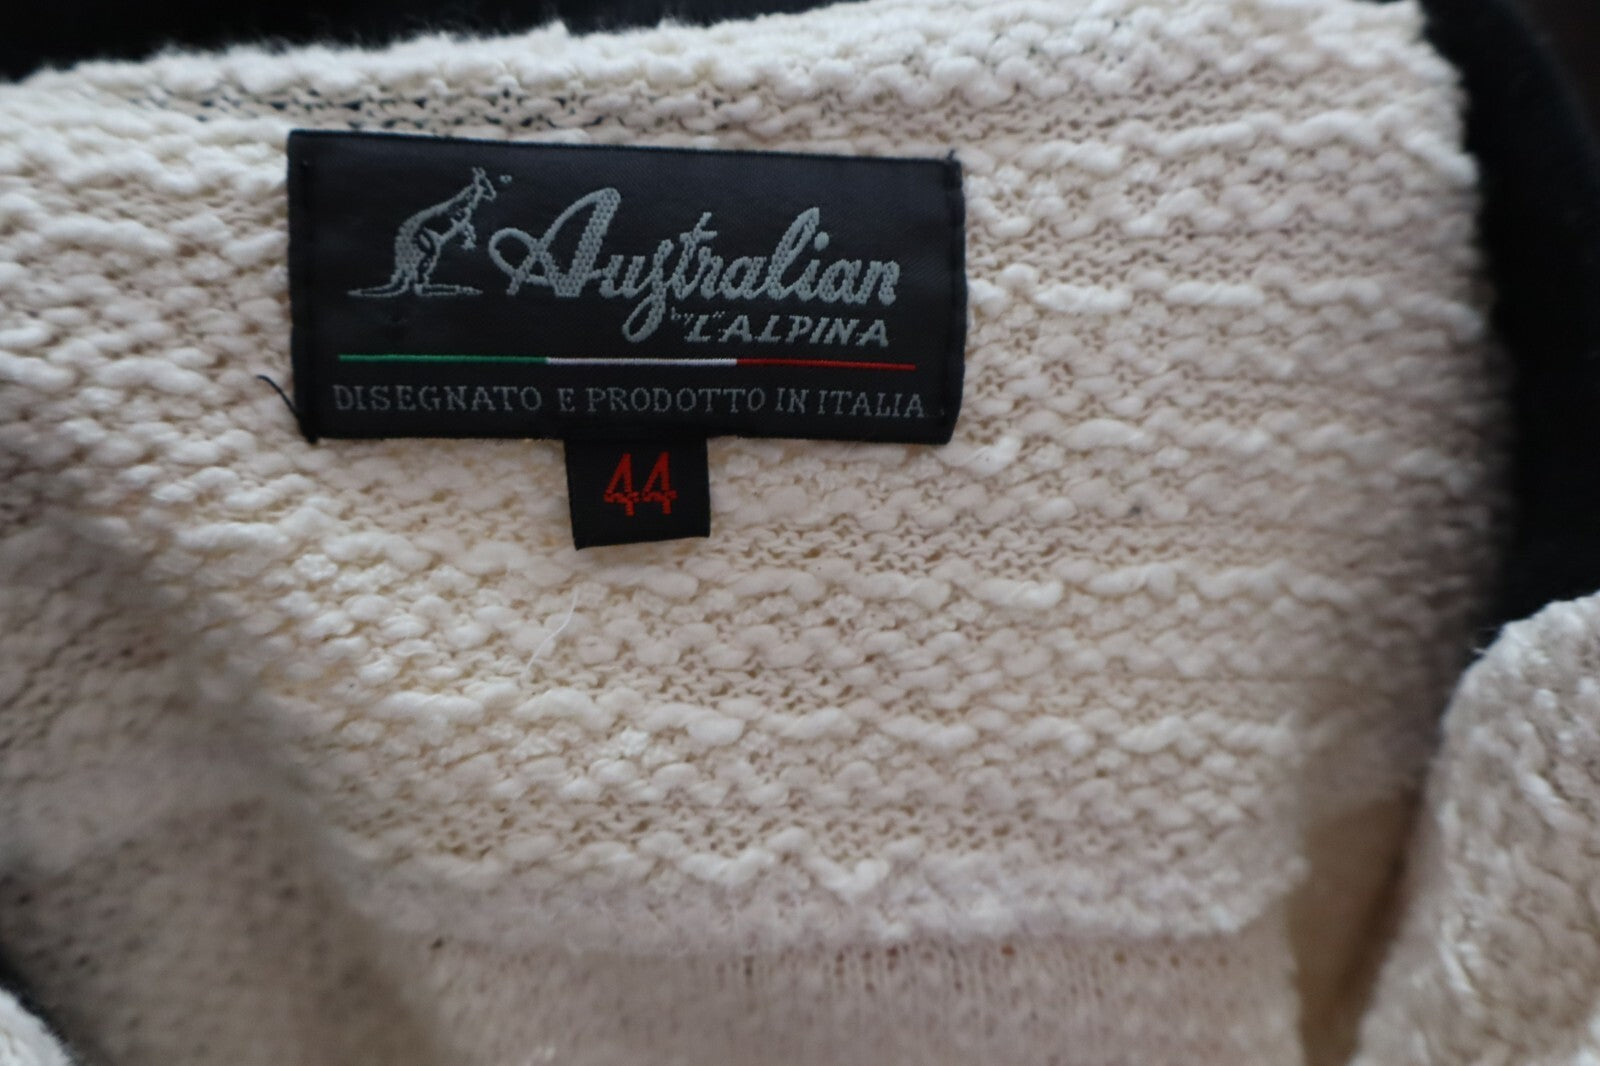 Australian
by "L'ALPINA
DISEGNATO E PRODOTTO IN ITALIA
44